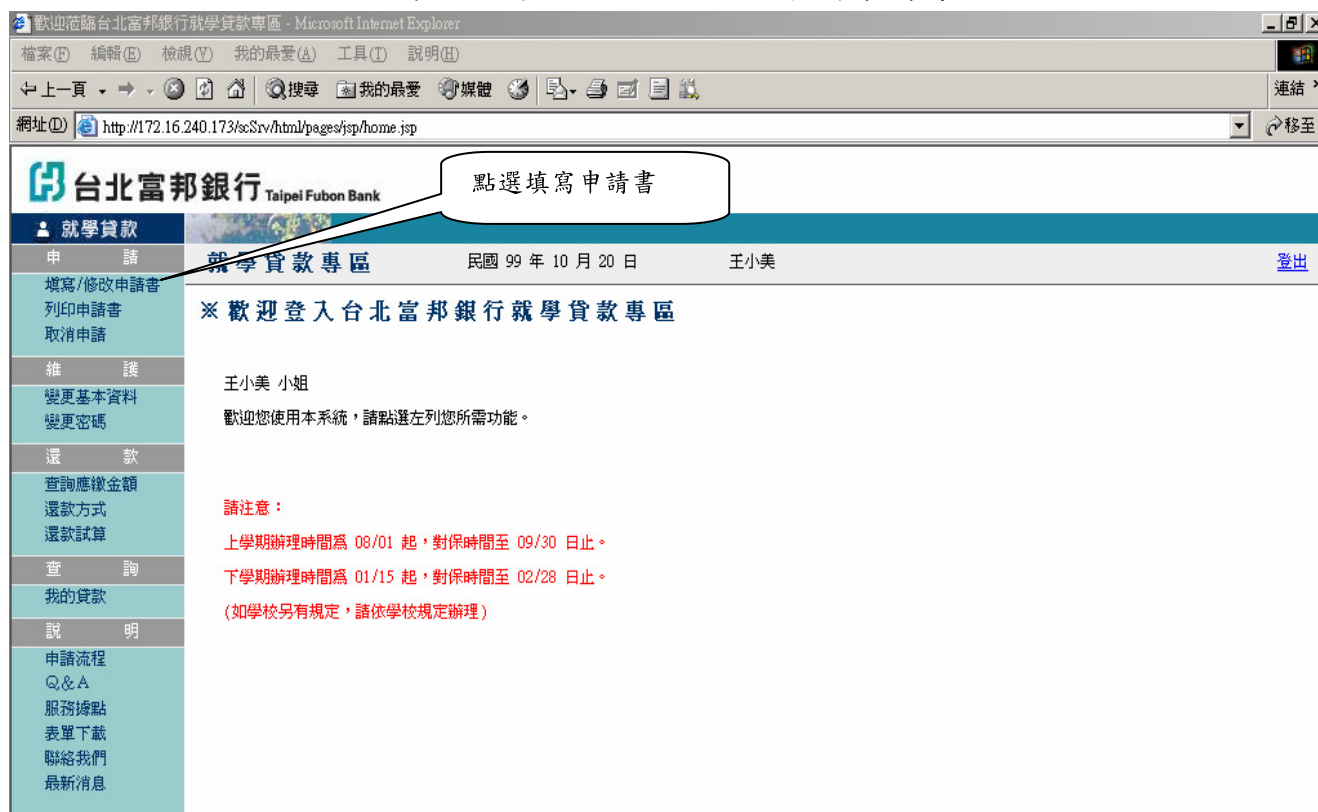 歡迎蒞臨台北富邦銀行就學貸款專區 - Microsoft Internet Explorer
檔案(F) 編輯(E) 檢視(V) 我的最愛(A) 工具(T) 說明(H)
上一頁 搜尋 我的最愛 媒體 連結
網址(D) http://172.16.240.173/scSrv/html/pages/jsp/home.jsp 移至
台北富邦銀行 Taipei Fubon Bank
點選填寫申請書
就學貸款
申 請
填寫/修改申請書
列印申請書
取消申請
維 護
變更基本資料
變更密碼
還 款
查詢應繳金額
還款方式
還款試算
查 詢
我的貸款
說 明
申請流程
Q&A
服務據點
表單下載
聯絡我們
最新消息
就學貸款專區 民國 99 年 10 月 20 日 王小美 登出
※歡迎登入台北富邦銀行就學貸款專區
王小美 小姐
歡迎您使用本系統,請點選左列您所需功能。
請注意:
上學期辦理時間為 08/01 起,對保時間至 09/30 日止。
下學期辦理時間為 01/15 起,對保時間至 02/28 日止。
(如學校另有規定,請依學校規定辦理)